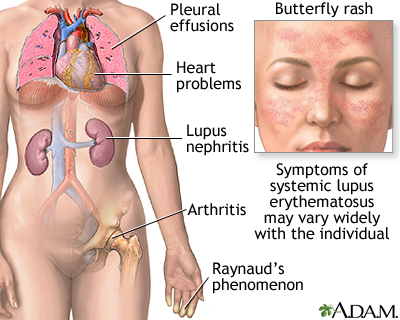 Pleural
effusions
Heart
problems
Lupus
nephritis
Arthritis
Raynaud's
phenomenon
Butterfly rash
Symptoms of
systemic lupus
erythematosus
may vary widely
with the individual
ADAM.